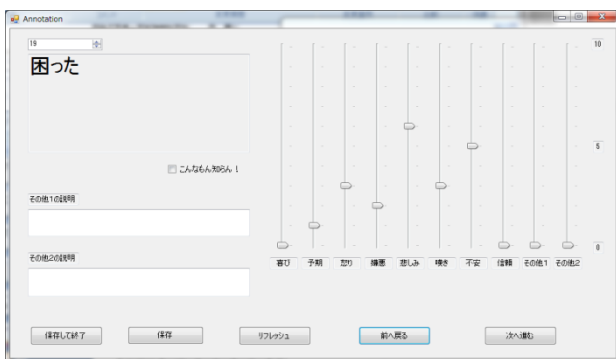 Annotation
19
困った
こんなもん知らん！
その他1の説明
その他2の説明
10
5
0
喜び 予期 怒り 嫌悪 悲しみ 嘆き 不安 信頼 その他1 その他2
保存して終了 保存 リフレッシュ 前へ戻る 次へ進む